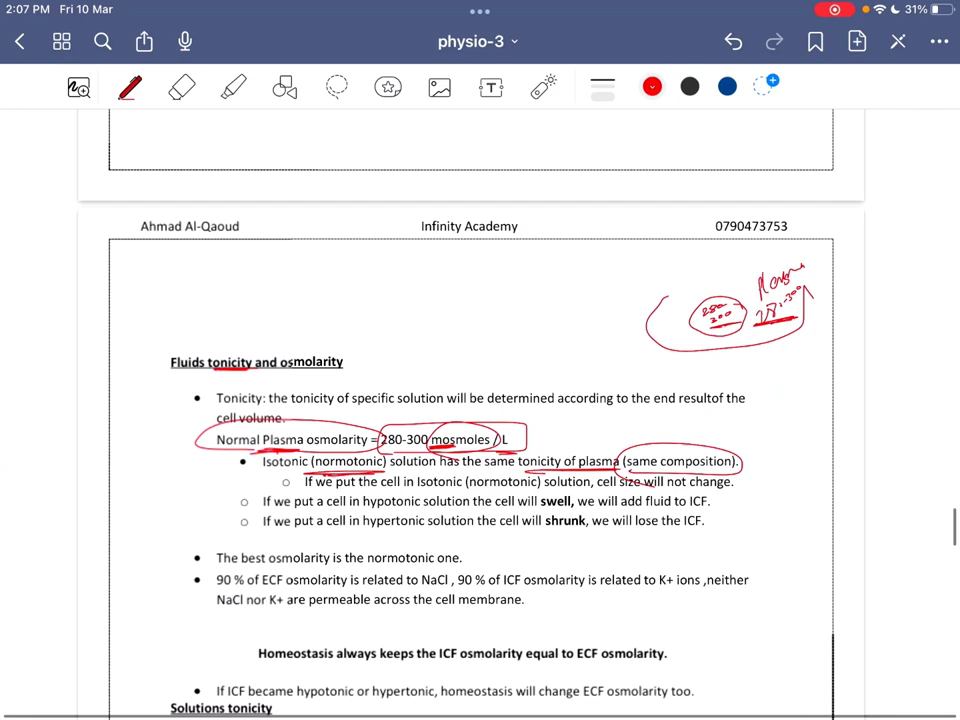 2:07 PM Fri 10 Mar
31%
physio-3
T
Ahmad Al-Qaoud Infinity Academy 0790473753
Plasma
280-300
280
300
Fluids tonicity and osmolarity
• Tonicity: the tonicity of specific solution will be determined according to the end resultof the
cell volume.
Normal Plasma osmolarity = 280-300 mosmoles / L
• Isotonic (normotonic) solution has the same tonicity of plasma (same composition).
o If we put the cell in Isotonic (normotonic) solution, cell size will not change.
o If we put a cell in hypotonic solution the cell will swell, we will add fluid to ICF.
o If we put a cell in hypertonic solution the cell will shrunk, we will lose the ICF.
• The best osmolarity is the normotonic one.
• 90 % of ECF osmolarity is related to NaCl , 90 % of ICF osmolarity is related to K+ ions ,neither
NaCl nor K+ are permeable across the cell membrane.
Homeostasis always keeps the ICF osmolarity equal to ECF osmolarity.
• If ICF became hypotonic or hypertonic, homeostasis will change ECF osmolarity too.
Solutions tonicity